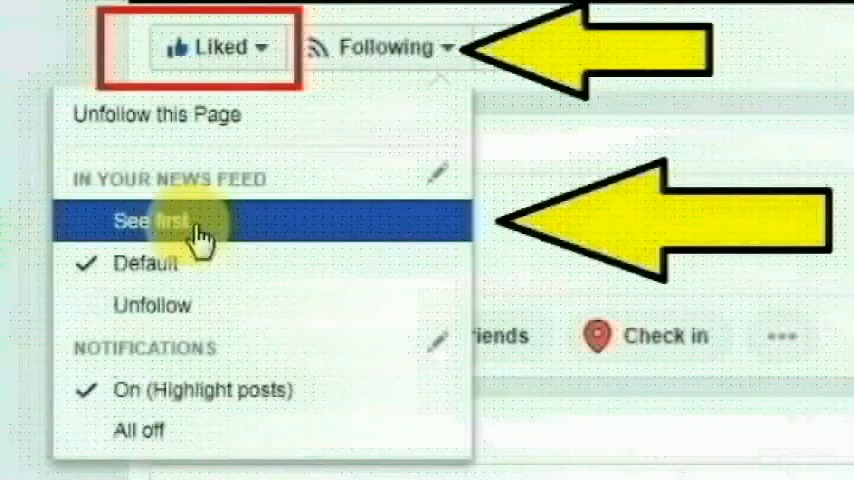 Liked Following
Unfollow this Page
IN YOUR NEWS FEED
See first
Default
Unfollow
riends Check in
NOTIFICATIONS
On (Highlight posts)
All off